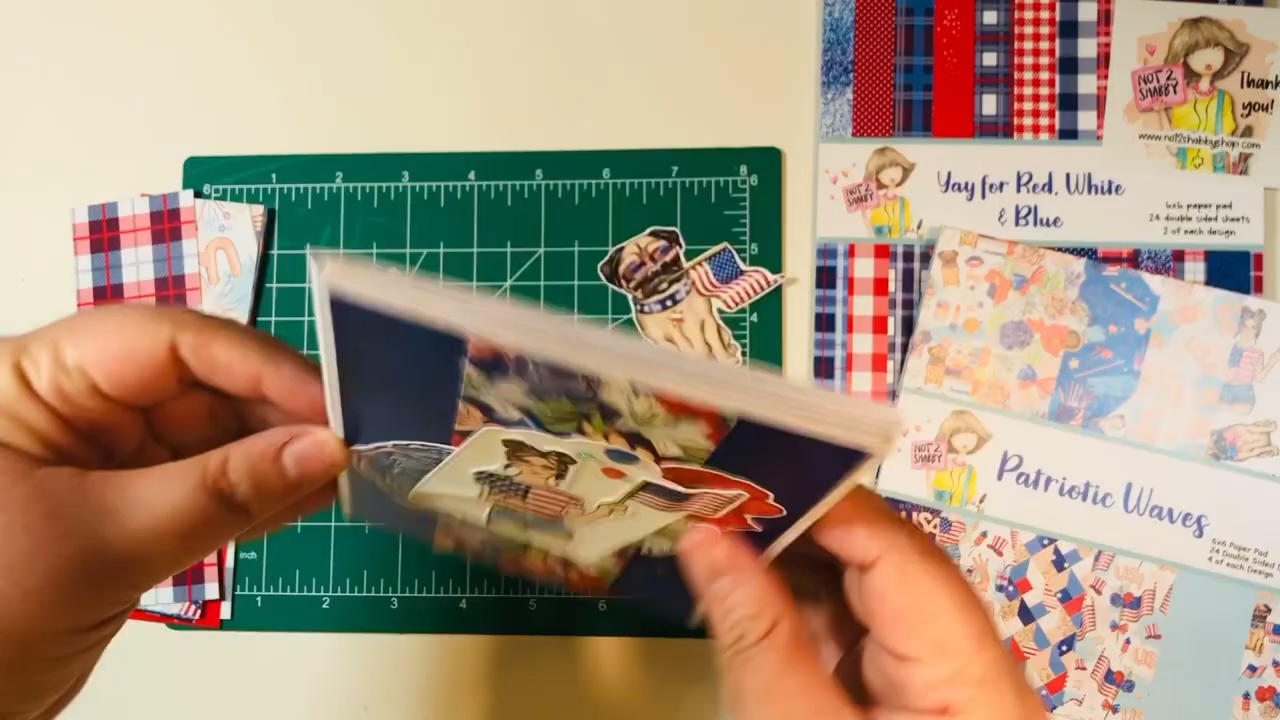 NOT 2
SHABBY
Thank
you!
www.not2shabbyshop.com
NOT 2
SHABBY
Yay for Red, White
& Blue
6x6 paper pad
24 double sided sheets
2 of each design
NOT 2
SHABBY
Patriotic Waves
6x6 Paper Pad
24 Double Sided
4 of each Design
USA
6 1 2 3 4 5 6 7 8 6
5
4
inch 1 2 3 4 5 6